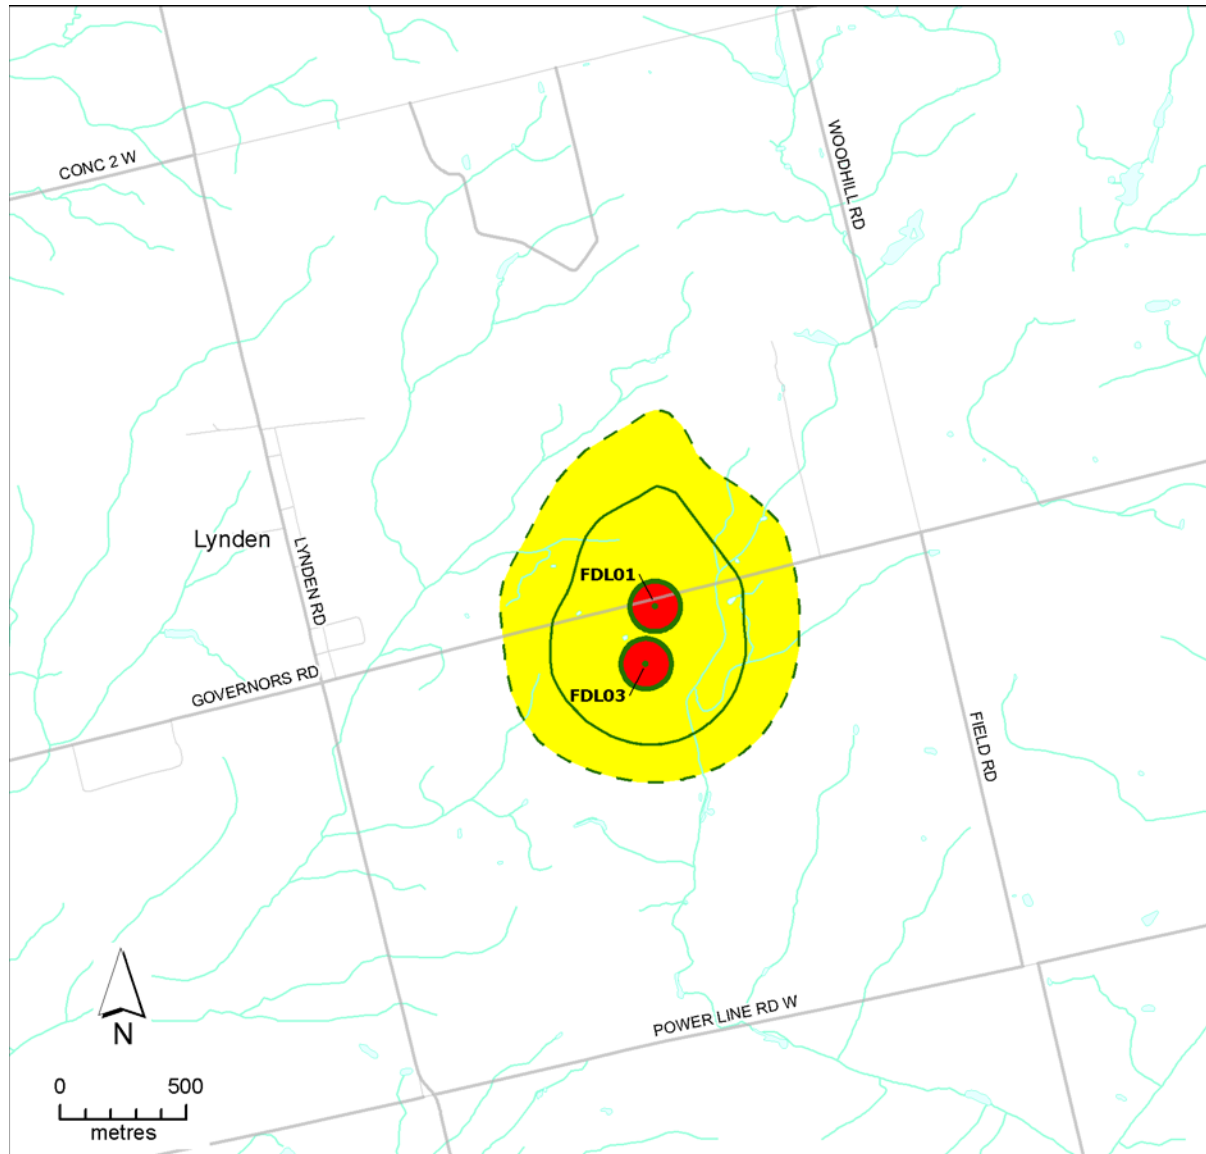 CONC 2 W
WOODHILL RD
Lynden
LYNDEN RD
FDL01
GOVERNORS RD
FDL03
FIELD RD
POWER LINE RD W
N
0 500
metres